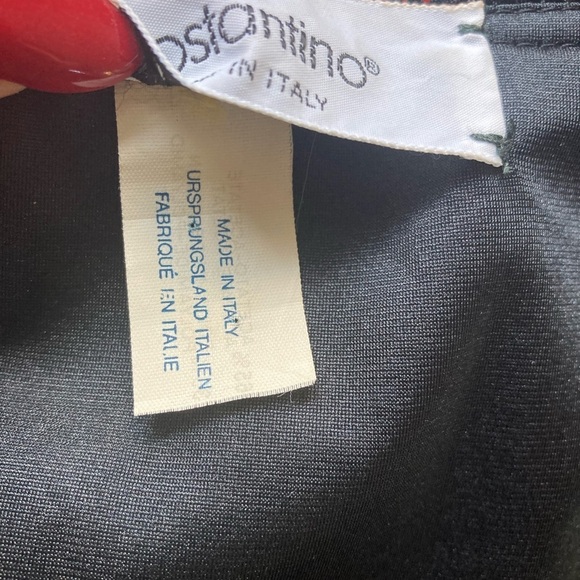 ostantino®
IN ITALY
MADE IN ITALY
URSPRUNGSLAND ITALIEN
FABRIQUÉ EN ITALIE